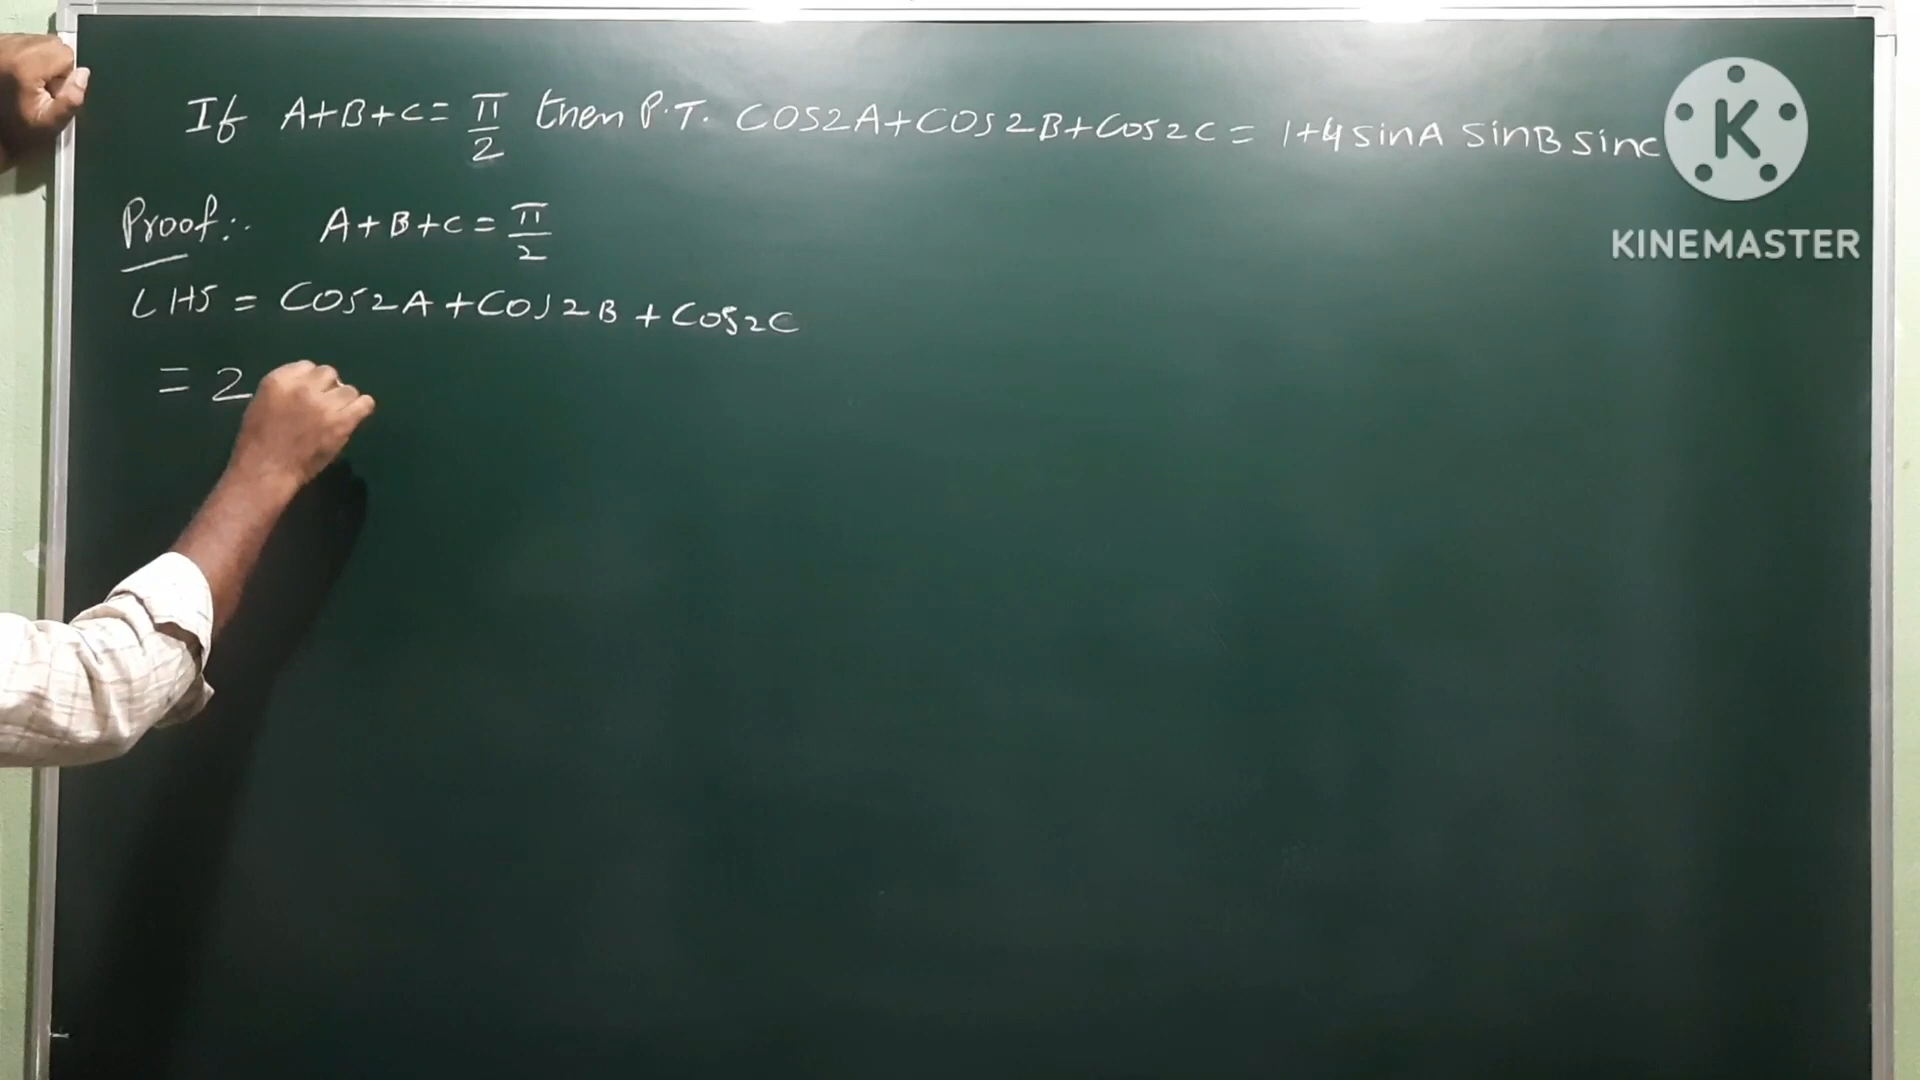 If A+B+C = π/2 then P.T. COS2A+COS2B+COS2C = 1+4 sinA sinB sinc
K
KINEMASTER
Proof:- A+B+C = π/2
LHS = COS2A+COS2B+COS2C
= 2